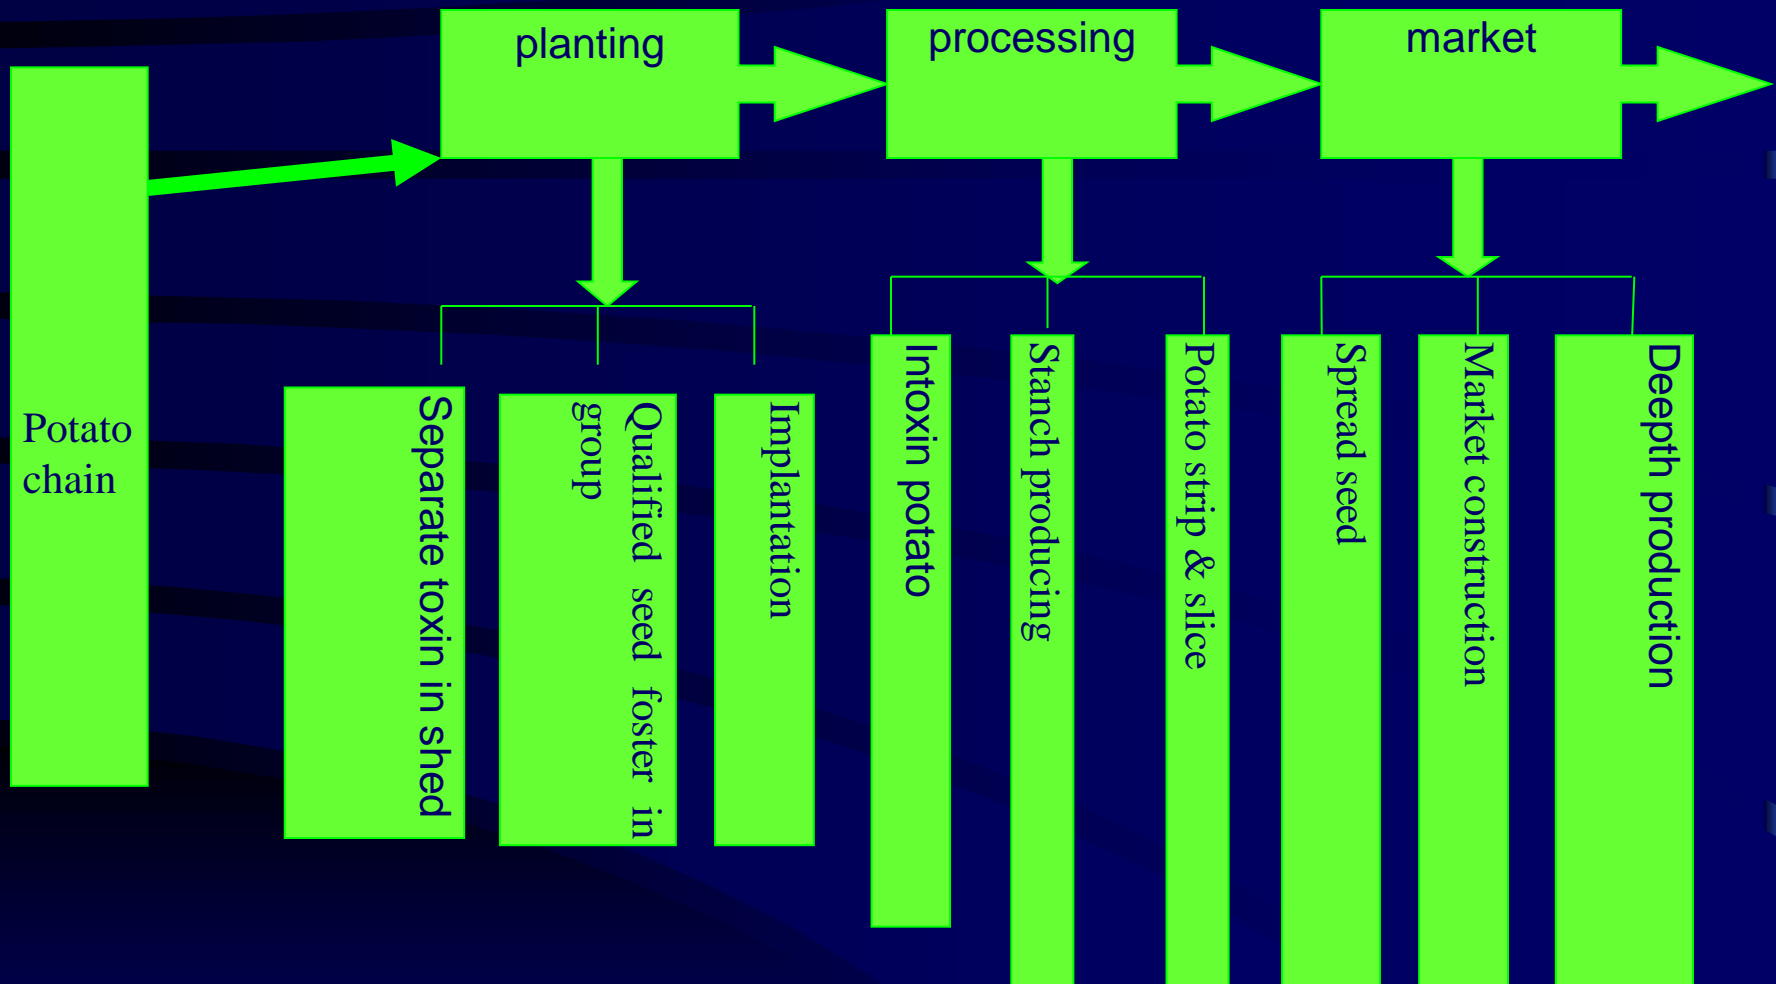 planting
processing
market
Potato
chain
Separate toxin in shed
Qualified seed foster in
group
Implantation
Intoxin potato
Stanch producing
Potato strip & slice
Spread seed
Market construction
Deepth production